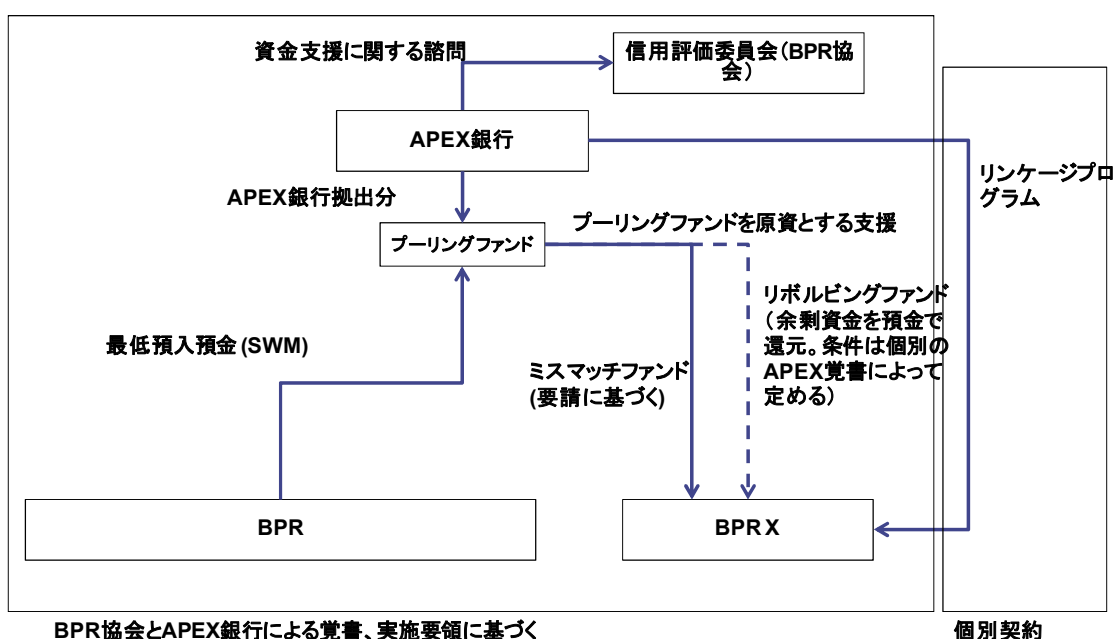 資金支援に関する諮問
信用評価委員会（BPR協
会）
APEX銀行
リンケージプロ
グラム
APEX銀行拠出分
プーリングファンドを原資とする支援
プーリングファンド
リボルビングファンド
（余剰資金を預金で
還元。条件は個別の
APEX覚書によって
定める）
最低預入預金 (SWM)
ミスマッチファンド
(要請に基づく)
BPR
BPR X
BPR協会とAPEX銀行による覚書、実施要領に基づく
個別契約